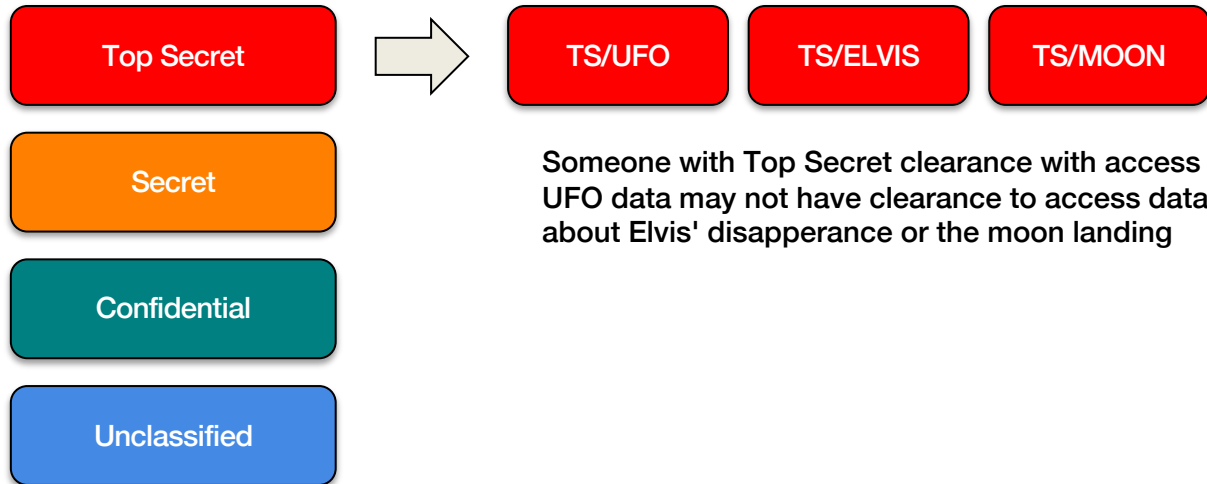 Top Secret
TS/UFO
TS/ELVIS
TS/MOON
Secret
Someone with Top Secret clearance with access
UFO data may not have clearance to access data
about Elvis' disapperance or the moon landing
Confidential
Unclassified